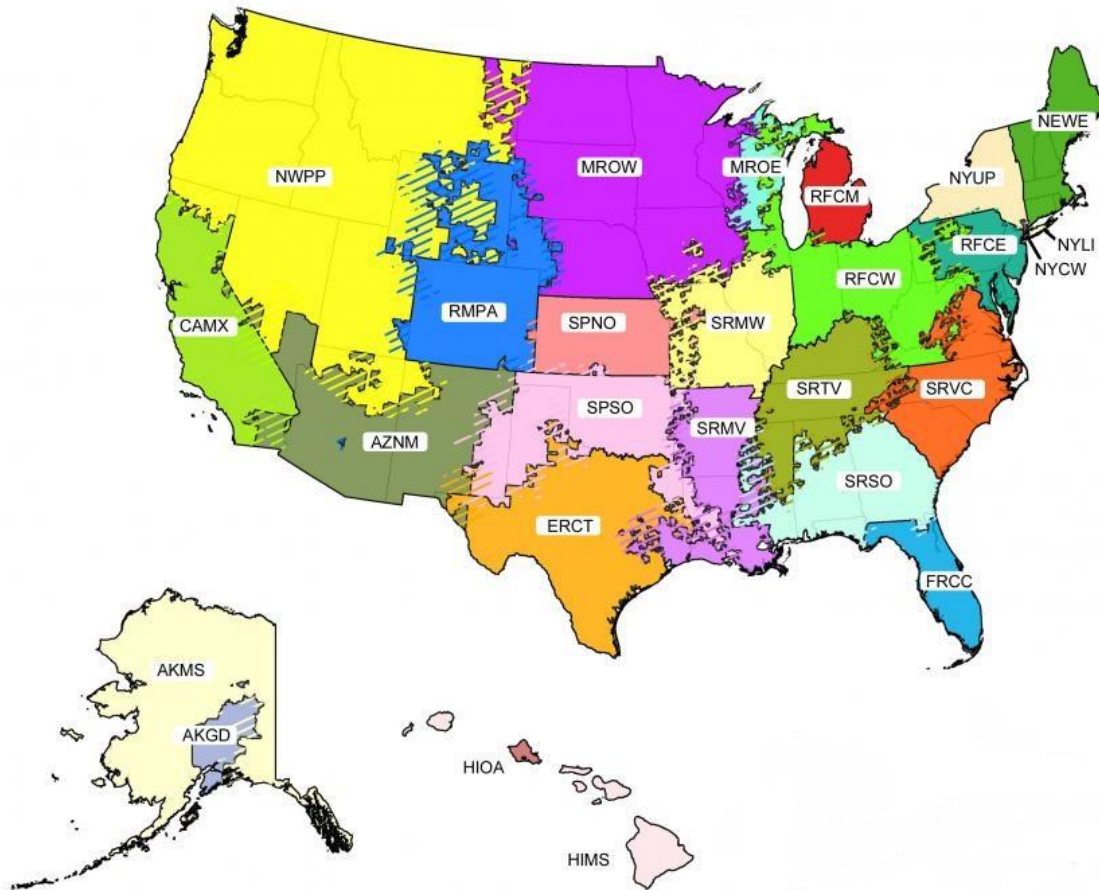 NEWE
NWPP
MROW
MROE
NYUP
RFCM
RFCE
NYLI
NYCW
RFCW
CAMX
RMPA
SPNO
SRMW
SRTV
SRVC
SPSO
SRMV
AZNM
SRSO
ERCT
FRCC
AKMS
AKGD
HIOA
HIMS